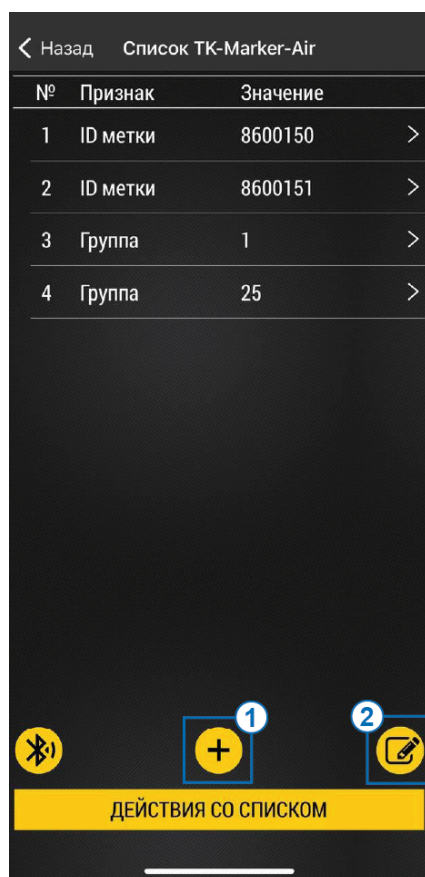 Назад Список TK-Marker-Air
№ Признак Значение
1 ID метки 8600150
2 ID метки 8600151
3 Группа 1
4 Группа 25
1 2
ДЕЙСТВИЯ СО СПИСКОМ